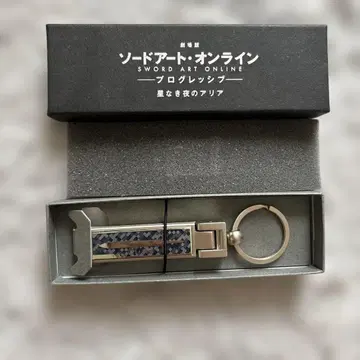 劇場版
ソードアート・オンライン
SWORD ART ONLINE
―プログレッシブ―
星なき夜のアリア